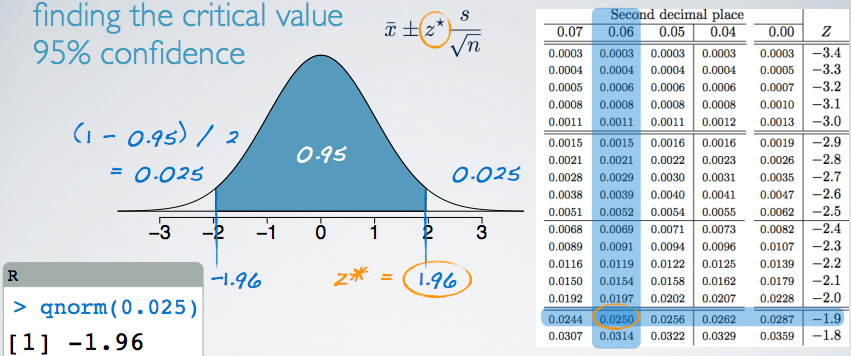 finding the critical value
95% confidence
x̄ ± z* s/√n
(1 - 0.95) / 2
= 0.025
0.95
0.025
-3 -2 -1 0 1 2 3
-1.96
z* = 1.96
R
> qnorm(0.025)
[1] -1.96
Second decimal place
0.07 0.06 0.05 0.04 0.00 Z
0.0003 0.0003 0.0003 0.0003 0.0003 −3.4
0.0004 0.0004 0.0004 0.0004 0.0005 −3.3
0.0005 0.0006 0.0006 0.0006 0.0007 −3.2
0.0008 0.0008 0.0008 0.0008 0.0010 −3.1
0.0011 0.0011 0.0011 0.0012 0.0013 −3.0
0.0015 0.0015 0.0016 0.0016 0.0019 −2.9
0.0021 0.0021 0.0022 0.0023 0.0026 −2.8
0.0028 0.0029 0.0030 0.0031 0.0035 −2.7
0.0038 0.0039 0.0040 0.0041 0.0047 −2.6
0.0051 0.0052 0.0054 0.0055 0.0062 −2.5
0.0068 0.0069 0.0071 0.0073 0.0082 −2.4
0.0089 0.0091 0.0094 0.0096 0.0107 −2.3
0.0116 0.0119 0.0122 0.0125 0.0139 −2.2
0.0150 0.0154 0.0158 0.0162 0.0179 −2.1
0.0192 0.0197 0.0202 0.0207 0.0228 −2.0
0.0244 0.0250 0.0256 0.0262 0.0287 −1.9
0.0307 0.0314 0.0322 0.0329 0.0359 −1.8